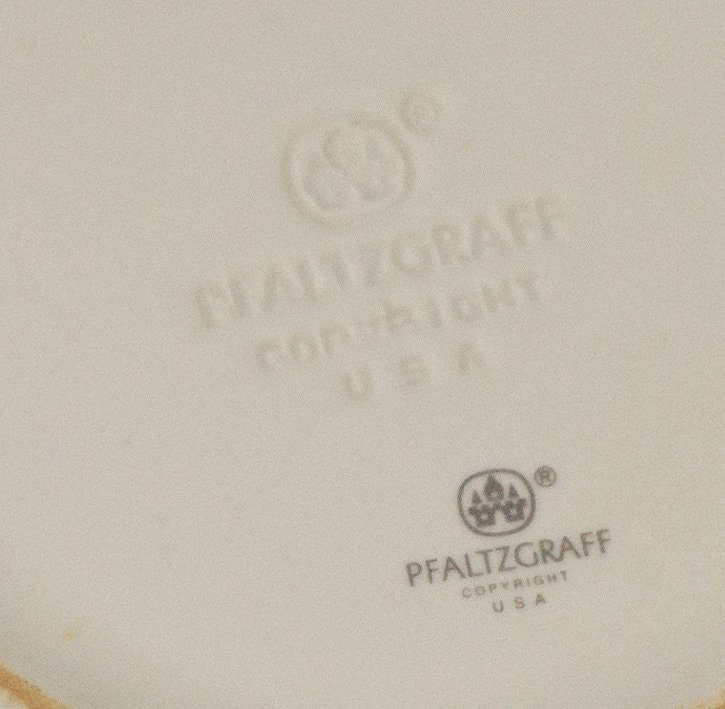 ®
PFALTZGRAFF
COPYRIGHT
U S A
®
PFALTZGRAFF
COPYRIGHT
U S A